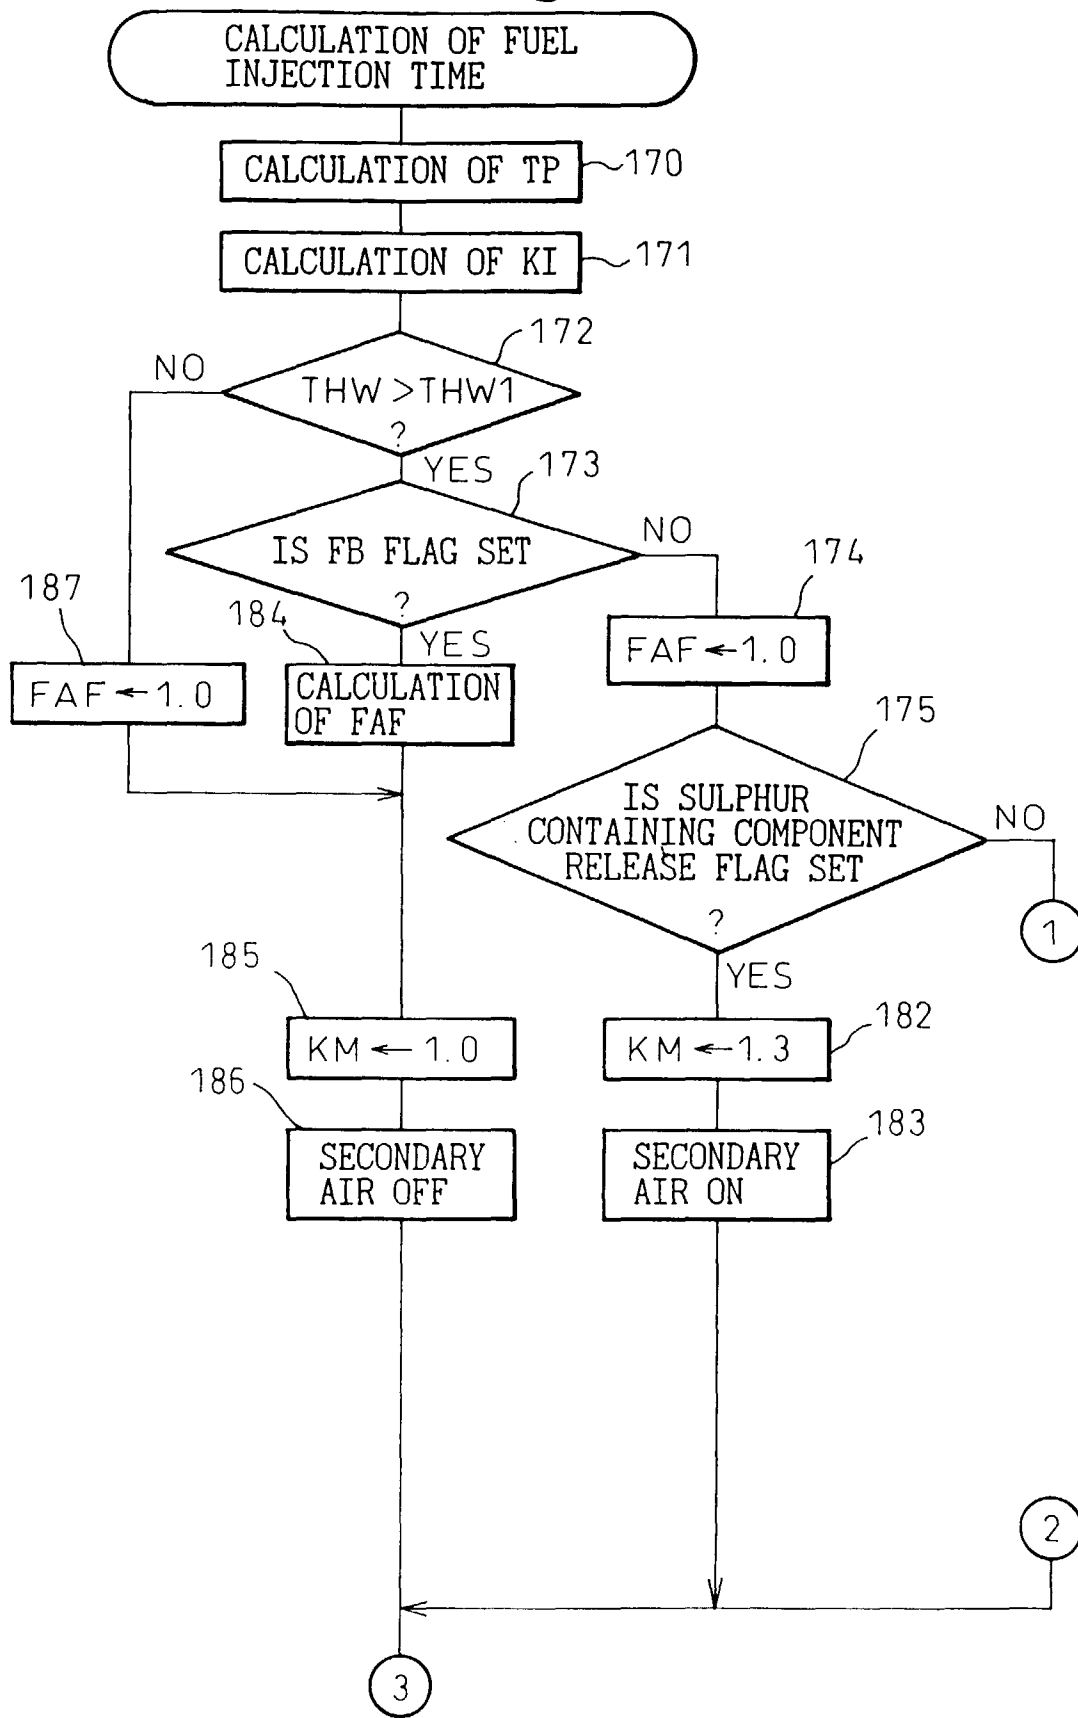 CALCULATION OF FUEL
INJECTION TIME
CALCULATION OF TP
170
CALCULATION OF KI
171
172
NO
THW >THW1
?
YES
173
IS FB FLAG SET
?
NO
174
187
184
YES
FAF ← 1.0
FAF ← 1.0
CALCULATION
OF FAF
175
IS SULPHUR
CONTAINING COMPONENT
RELEASE FLAG SET
?
NO
1
YES
185
182
KM ← 1.0
KM ← 1.3
186
183
SECONDARY
AIR OFF
SECONDARY
AIR ON
2
3